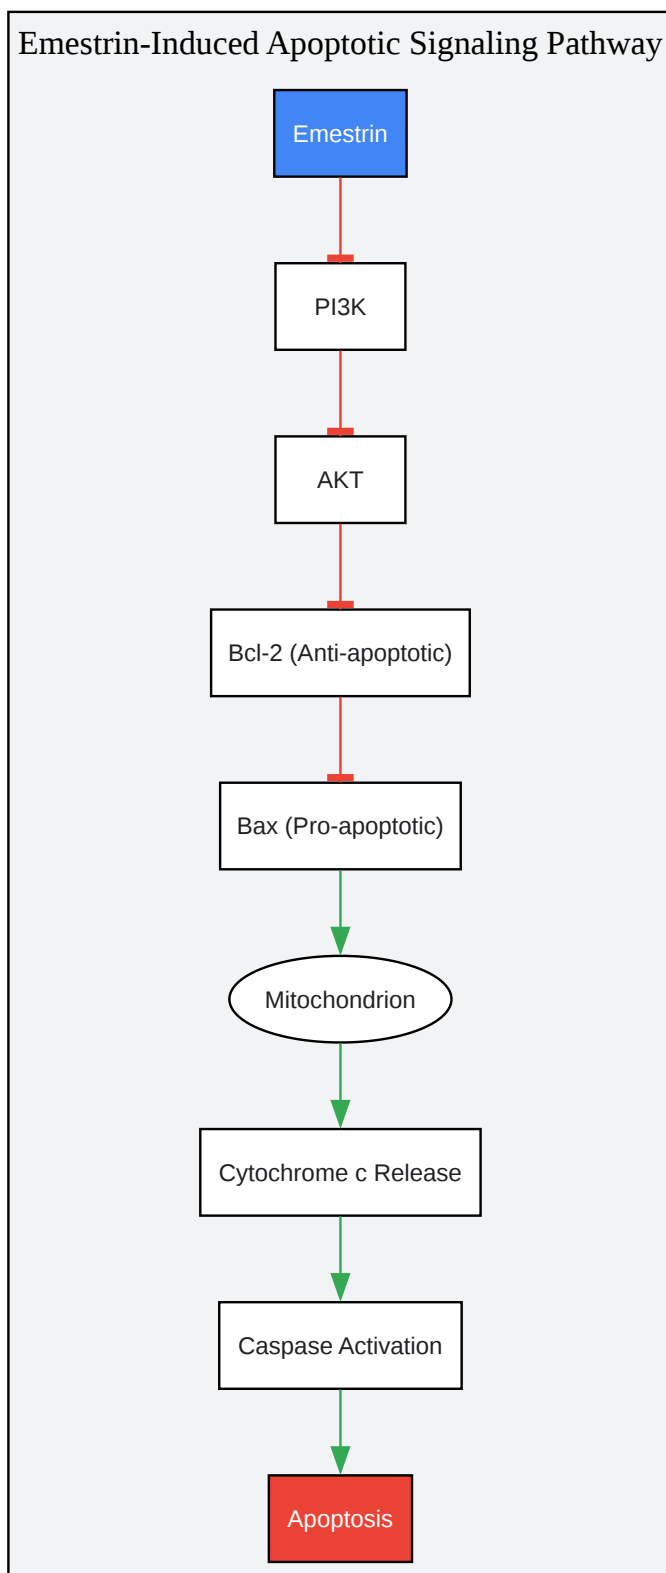 Emestrin-Induced Apoptotic Signaling Pathway
Emestrin
PI3K
AKT
Bcl-2 (Anti-apoptotic)
Bax (Pro-apoptotic)
Mitochondrion
Cytochrome c Release
Caspase Activation
Apoptosis